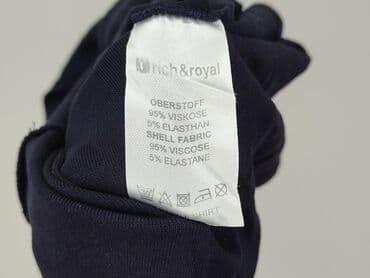 rich&royal
OBERSTOFF
95% VISKOSE
5% ELASTHAN
SHELL FABRIC
95% VISCOSE
5% ELASTANE